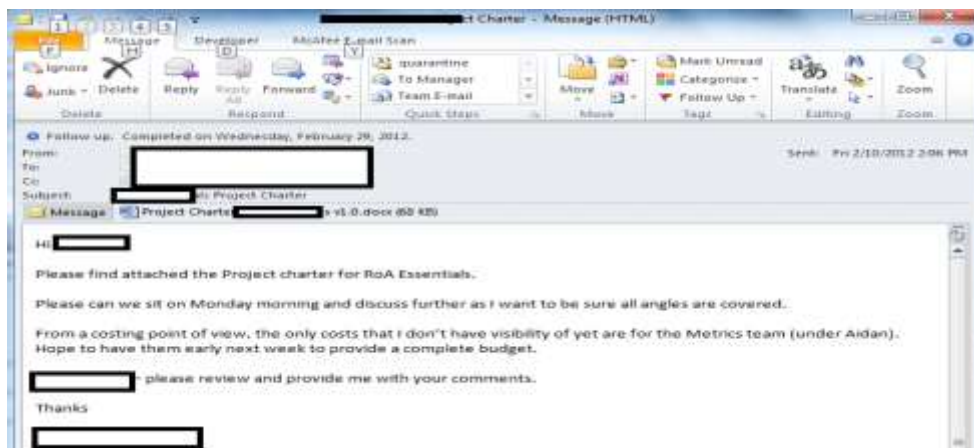 1 2 3 4 5
Charter - Message (HTML)
Message Developer McAfee E-mail Scan
F H D Y
Ignore
Junk
Delete
Reply
Reply All
Forward
quarantine
To Manager
Team E-mail
Move
Mark Unread
Categorize
Follow Up
Translate
Zoom
Delete Respond Quick Steps Move Tags Editing Zoom
Follow up. Completed on Wednesday, February 29, 2012.
From: Sent: Fri 2/10/2012 2:06 PM
To:
Cc:
Subject: Project Charter
Message Project Charter v1.0.docx (60 KB)
Hi
Please find attached the Project charter for RoA Essentials.
Please can we sit on Monday morning and discuss further as I want to be sure all angles are covered.
From a costing point of view, the only costs that I don't have visibility of yet are for the Metrics team (under Aidan).
Hope to have them early next week to provide a complete budget.
- please review and provide me with your comments.
Thanks